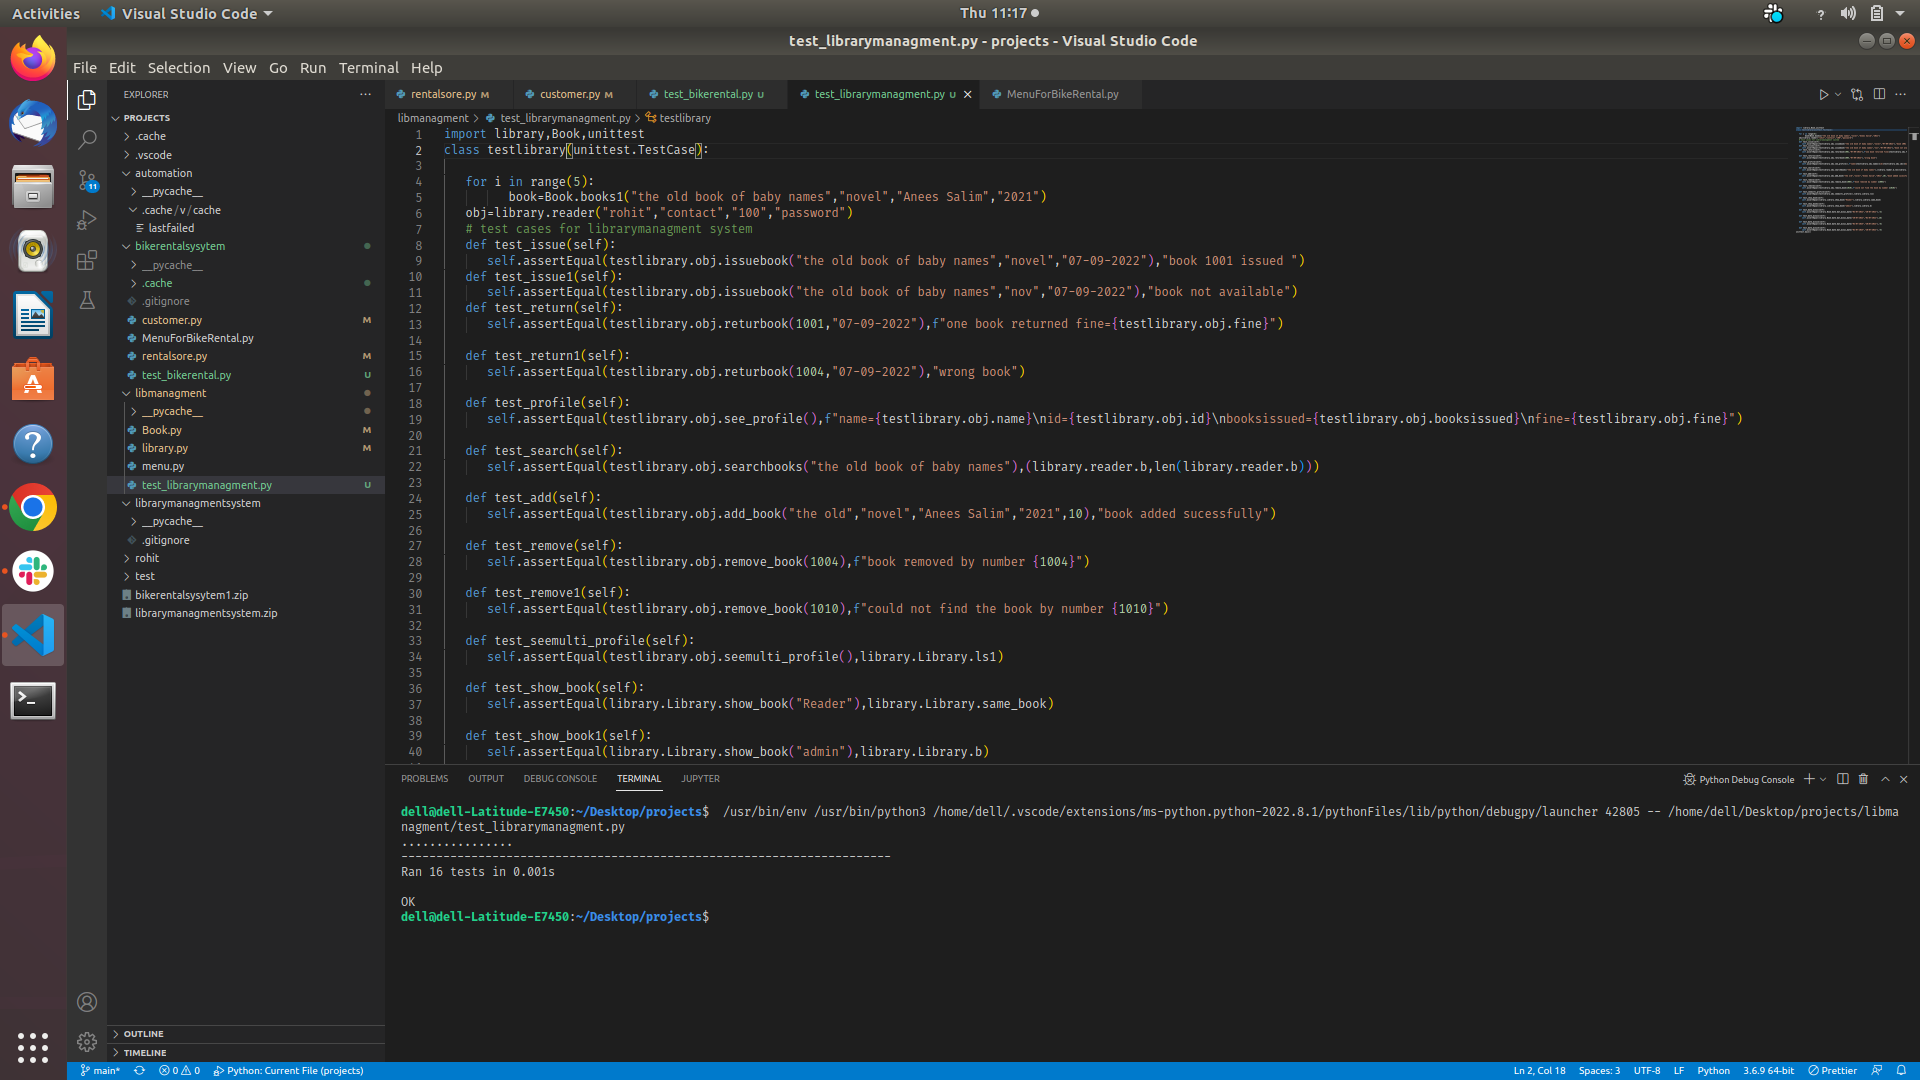 Activities
Visual Studio Code
Thu 11:17
test_librarymanagment.py - projects - Visual Studio Code
File Edit Selection View Go Run Terminal Help
EXPLORER
PROJECTS
.cache
.vscode
automation
__pycache__
.cache/v/cache
lastfailed
bikerentalsysytem
__pycache__
.cache
.gitignore
customer.py M
MenuForBikeRental.py
rentalsore.py M
test_bikerental.py U
libmanagment
__pycache__
Book.py M
library.py M
menu.py
test_librarymanagment.py U
librarymanagmentsystem
__pycache__
.gitignore
rohit
test
bikerentalsysytem1.zip
librarymanagmentsystem.zip
OUTLINE
TIMELINE
11
rentalsore.py M
customer.py M
test_bikerental.py U
test_librarymanagment.py U
MenuForBikeRental.py
libmanagment > test_librarymanagment.py > testlibrary
1 import library,Book,unittest
2 class testlibrary(unittest.TestCase):
3
4 for i in range(5):
5 book=Book.books1("the old book of baby names","novel","Anees Salim","2021")
6 obj=library.reader("rohit","contact","100","password")
7 # test cases for librarymanagment system
8 def test_issue(self):
9 self.assertEqual(testlibrary.obj.issuebook("the old book of baby names","novel","07-09-2022"),"book 1001 issued ")
10 def test_issue1(self):
11 self.assertEqual(testlibrary.obj.issuebook("the old book of baby names","nov","07-09-2022"),"book not available")
12 def test_return(self):
13 self.assertEqual(testlibrary.obj.returbook(1001,"07-09-2022"),f"one book returned fine={testlibrary.obj.fine}")
14
15 def test_return1(self):
16 self.assertEqual(testlibrary.obj.returbook(1004,"07-09-2022"),"wrong book")
17
18 def test_profile(self):
19 self.assertEqual(testlibrary.obj.see_profile(),f"name={testlibrary.obj.name}\nid={testlibrary.obj.id}\nbooksissued={testlibrary.obj.booksissued}\nfine={testlibrary.obj.fine}")
20
21 def test_search(self):
22 self.assertEqual(testlibrary.obj.searchbooks("the old book of baby names"),(library.reader.b,len(library.reader.b)))
23
24 def test_add(self):
25 self.assertEqual(testlibrary.obj.add_book("the old","novel","Anees Salim","2021",10),"book added sucessfully")
26
27 def test_remove(self):
28 self.assertEqual(testlibrary.obj.remove_book(1004),f"book removed by number {1004}")
29
30 def test_remove1(self):
31 self.assertEqual(testlibrary.obj.remove_book(1010),f"could not find the book by number {1010}")
32
33 def test_seemulti_profile(self):
34 self.assertEqual(testlibrary.obj.seemulti_profile(),library.Library.ls1)
35
36 def test_show_book(self):
37 self.assertEqual(library.Library.show_book("Reader"),library.Library.same_book)
38
39 def test_show_book1(self):
40 self.assertEqual(library.Library.show_book("admin"),library.Library.b)
PROBLEMS OUTPUT DEBUG CONSOLE TERMINAL JUPYTER
Python Debug Console
dell@dell-Latitude-E7450:~/Desktop/projects$ /usr/bin/env /usr/bin/python3 /home/dell/.vscode/extensions/ms-python.python-2022.8.1/pythonFiles/lib/python/debugpy/launcher 42805 -- /home/dell/Desktop/projects/libma
nagment/test_librarymanagment.py
................
----------------------------------------------------------------------
Ran 16 tests in 0.001s
OK
dell@dell-Latitude-E7450:~/Desktop/projects$
main* 0 0 Python: Current File (projects)
Ln 2, Col 18 Spaces: 3 UTF-8 LF Python 3.6.9 64-bit Prettier